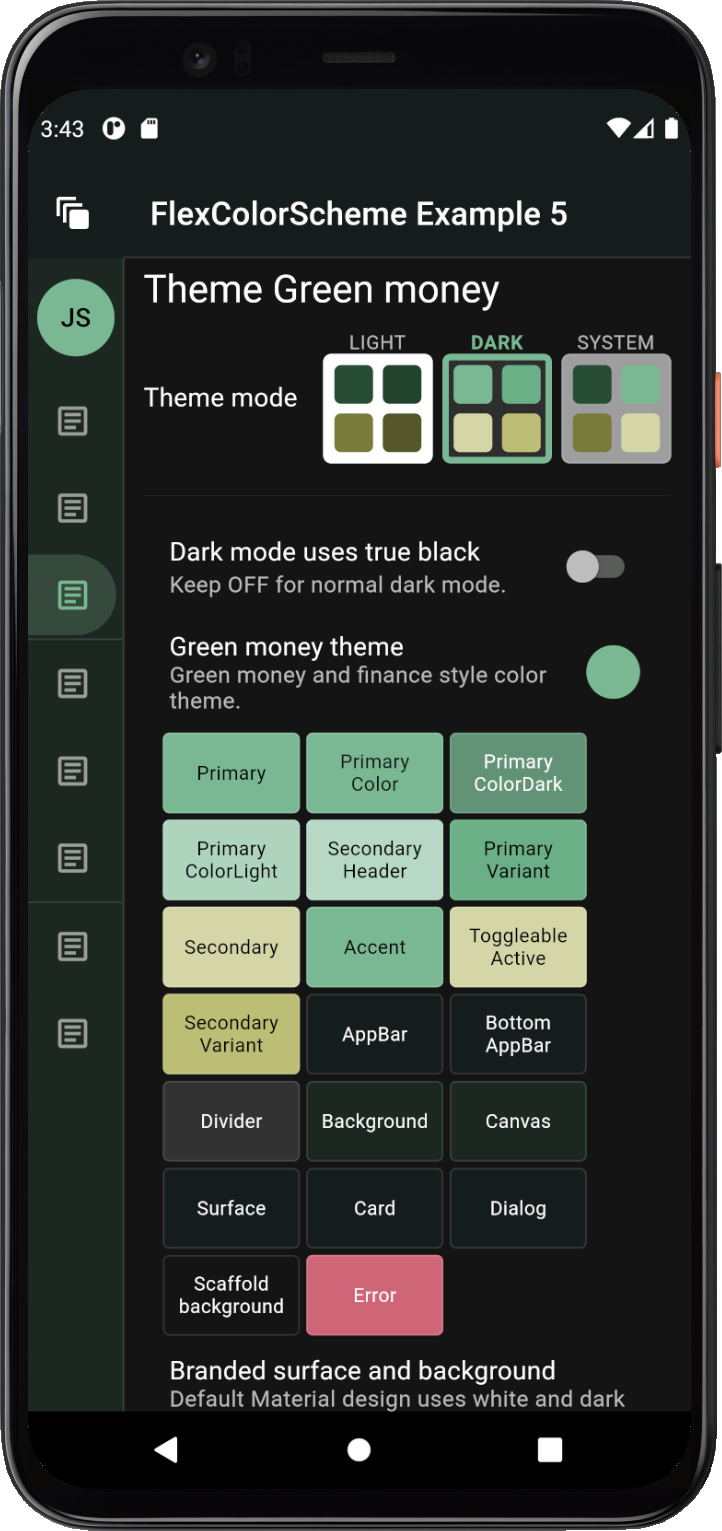 3:43
FlexColorScheme Example 5
JS
Theme Green money
LIGHT
DARK
SYSTEM
Theme mode
Dark mode uses true black
Keep OFF for normal dark mode.
Green money theme
Green money and finance style color
theme.
Primary
Primary
Color
Primary
ColorDark
Primary
ColorLight
Secondary
Header
Primary
Variant
Secondary
Accent
Toggleable
Active
Secondary
Variant
AppBar
Bottom
AppBar
Divider
Background
Canvas
Surface
Card
Dialog
Scaffold
background
Error
Branded surface and background
Default Material design uses white and dark